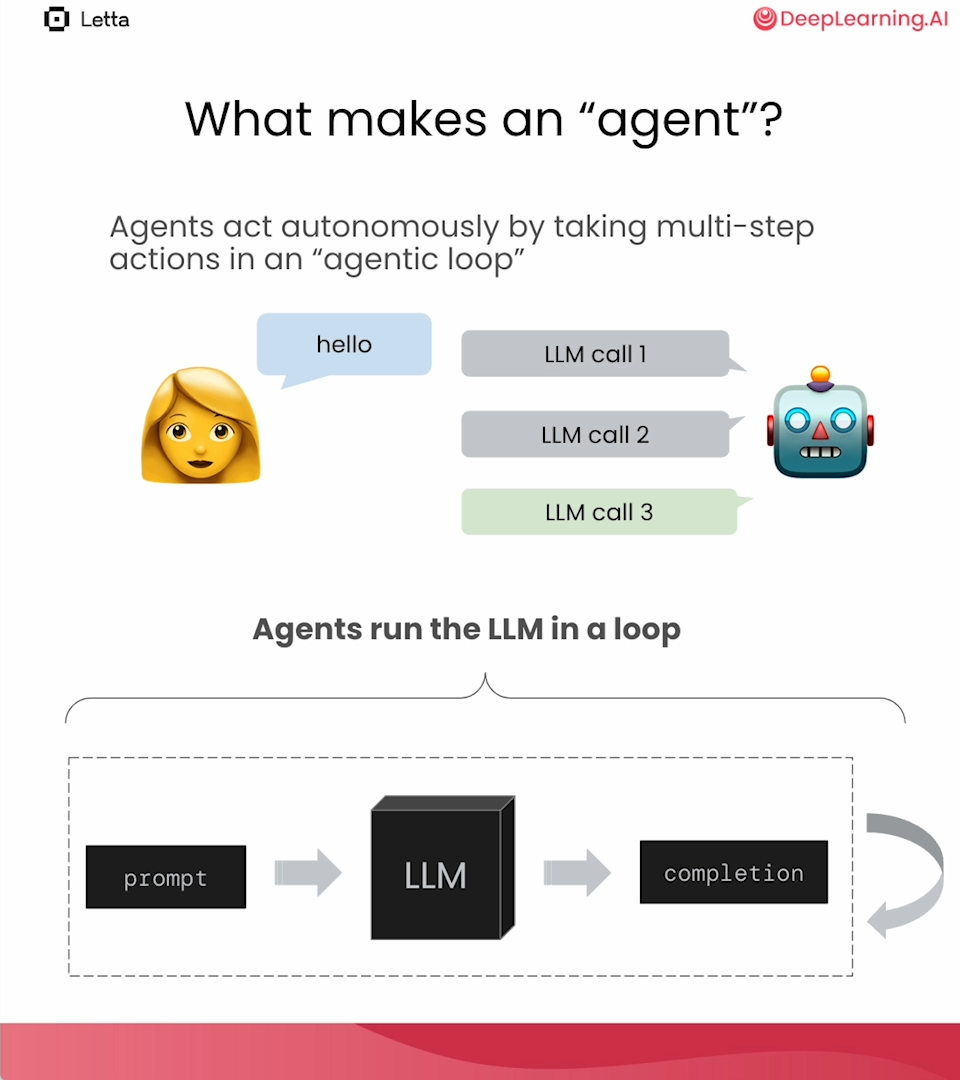 Letta
DeepLearning.AI
What makes an “agent”?
Agents act autonomously by taking multi-step
actions in an “agentic loop”
hello
LLM call 1
LLM call 2
LLM call 3
Agents run the LLM in a loop
prompt
LLM
completion